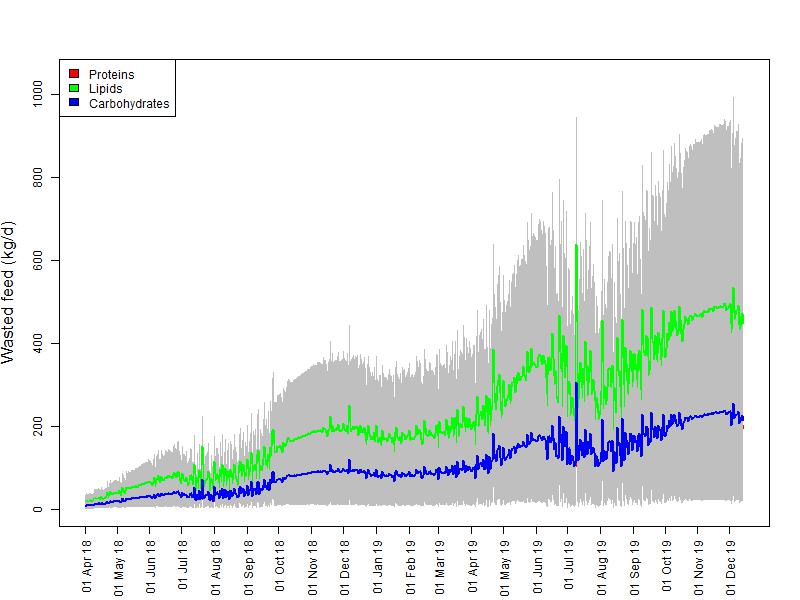 Proteins
Lipids
Carbohydrates
Wasted feed (kg/d)
1000
800
600
400
200
0
01 Apr 18
01 May 18
01 Jun 18
01 Jul 18
01 Aug 18
01 Sep 18
01 Oct 18
01 Nov 18
01 Dec 18
01 Jan 19
01 Feb 19
01 Mar 19
01 Apr 19
01 May 19
01 Jun 19
01 Jul 19
01 Aug 19
01 Sep 19
01 Oct 19
01 Nov 19
01 Dec 19